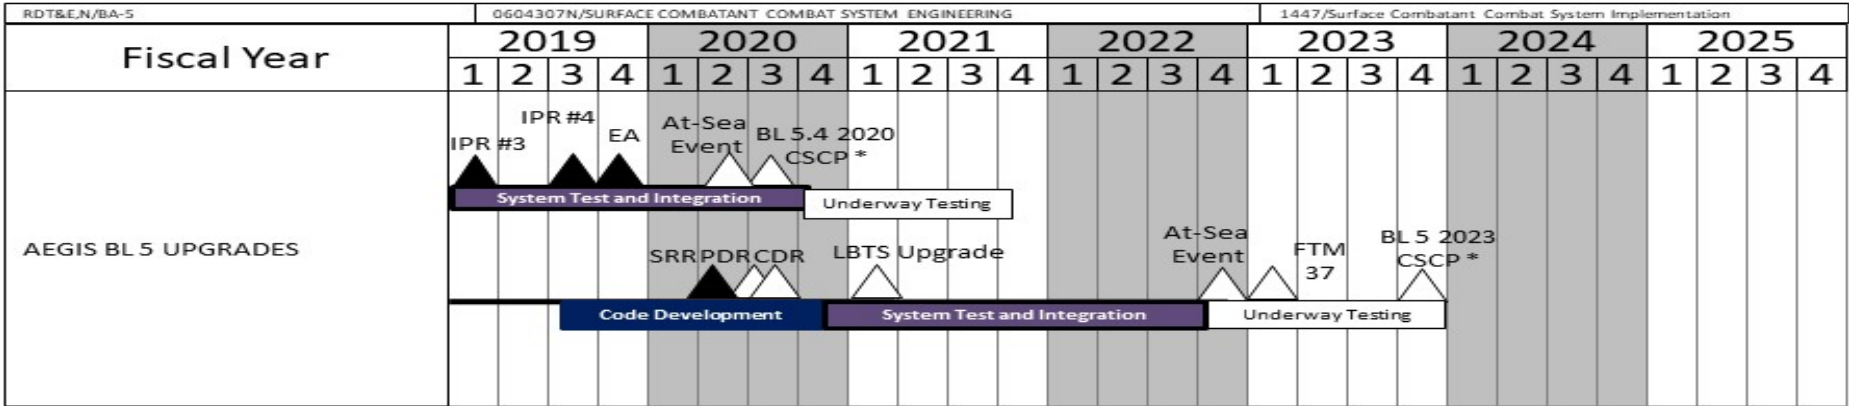 RDT&E,N/BA-5
0604307N/SURFACE COMBATANT COMBAT SYSTEM ENGINEERING
1447/Surface Combatant Combat System Implementation
Fiscal Year
2019 2020 2021 2022 2023 2024 2025
1 2 3 4 1 2 3 4 1 2 3 4 1 2 3 4 1 2 3 4 1 2 3 4 1 2 3 4
IPR #3
IPR #4
EA
At-Sea
Event
BL 5.4 2020
CSCP *
System Test and Integration
Underway Testing
AEGIS BL 5 UPGRADES
SRR PDR CDR
LBTS Upgrade
At-Sea
Event
FTM
37
BL 5 2023
CSCP *
Code Development
System Test and Integration
Underway Testing